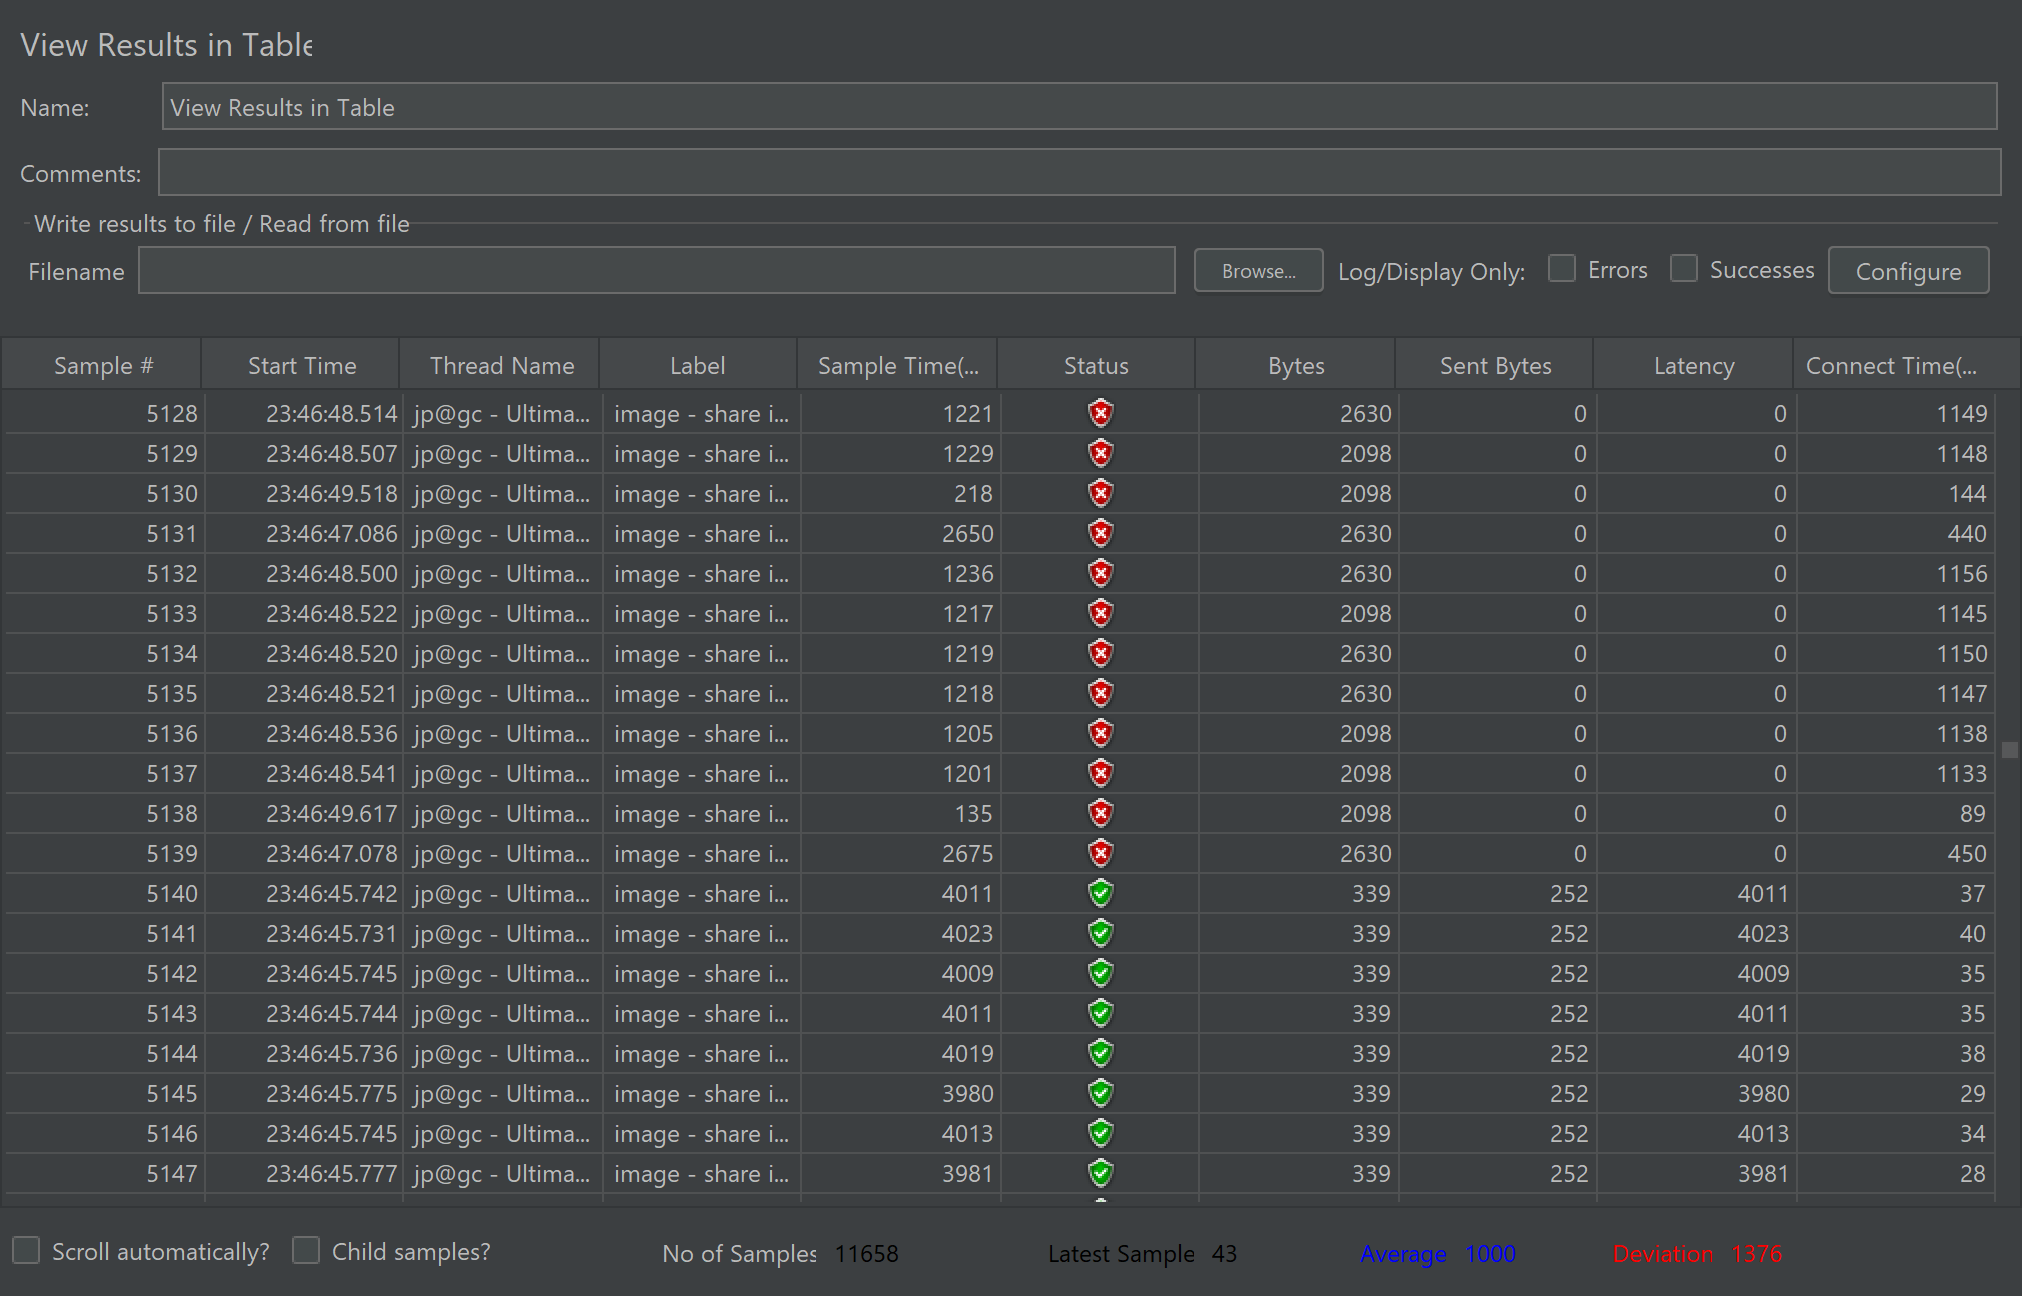 View Results in Table
Name: View Results in Table
Comments:
Write results to file / Read from file
Filename Browse... Log/Display Only: Errors Successes Configure
Sample # Start Time Thread Name Label Sample Time(... Status Bytes Sent Bytes Latency Connect Time(...
5128 23:46:48.514 jp@gc - Ultima... image - share i... 1221 2630 0 0 1149
5129 23:46:48.507 jp@gc - Ultima... image - share i... 1229 2098 0 0 1148
5130 23:46:49.518 jp@gc - Ultima... image - share i... 218 2098 0 0 144
5131 23:46:47.086 jp@gc - Ultima... image - share i... 2650 2630 0 0 440
5132 23:46:48.500 jp@gc - Ultima... image - share i... 1236 2630 0 0 1156
5133 23:46:48.522 jp@gc - Ultima... image - share i... 1217 2098 0 0 1145
5134 23:46:48.520 jp@gc - Ultima... image - share i... 1219 2630 0 0 1150
5135 23:46:48.521 jp@gc - Ultima... image - share i... 1218 2630 0 0 1147
5136 23:46:48.536 jp@gc - Ultima... image - share i... 1205 2098 0 0 1138
5137 23:46:48.541 jp@gc - Ultima... image - share i... 1201 2098 0 0 1133
5138 23:46:49.617 jp@gc - Ultima... image - share i... 135 2098 0 0 89
5139 23:46:47.078 jp@gc - Ultima... image - share i... 2675 2630 0 0 450
5140 23:46:45.742 jp@gc - Ultima... image - share i... 4011 339 252 4011 37
5141 23:46:45.731 jp@gc - Ultima... image - share i... 4023 339 252 4023 40
5142 23:46:45.745 jp@gc - Ultima... image - share i... 4009 339 252 4009 35
5143 23:46:45.744 jp@gc - Ultima... image - share i... 4011 339 252 4011 35
5144 23:46:45.736 jp@gc - Ultima... image - share i... 4019 339 252 4019 38
5145 23:46:45.775 jp@gc - Ultima... image - share i... 3980 339 252 3980 29
5146 23:46:45.745 jp@gc - Ultima... image - share i... 4013 339 252 4013 34
5147 23:46:45.777 jp@gc - Ultima... image - share i... 3981 339 252 3981 28
Scroll automatically? Child samples? No of Samples 11658 Latest Sample 43 Average 1000 Deviation 1376